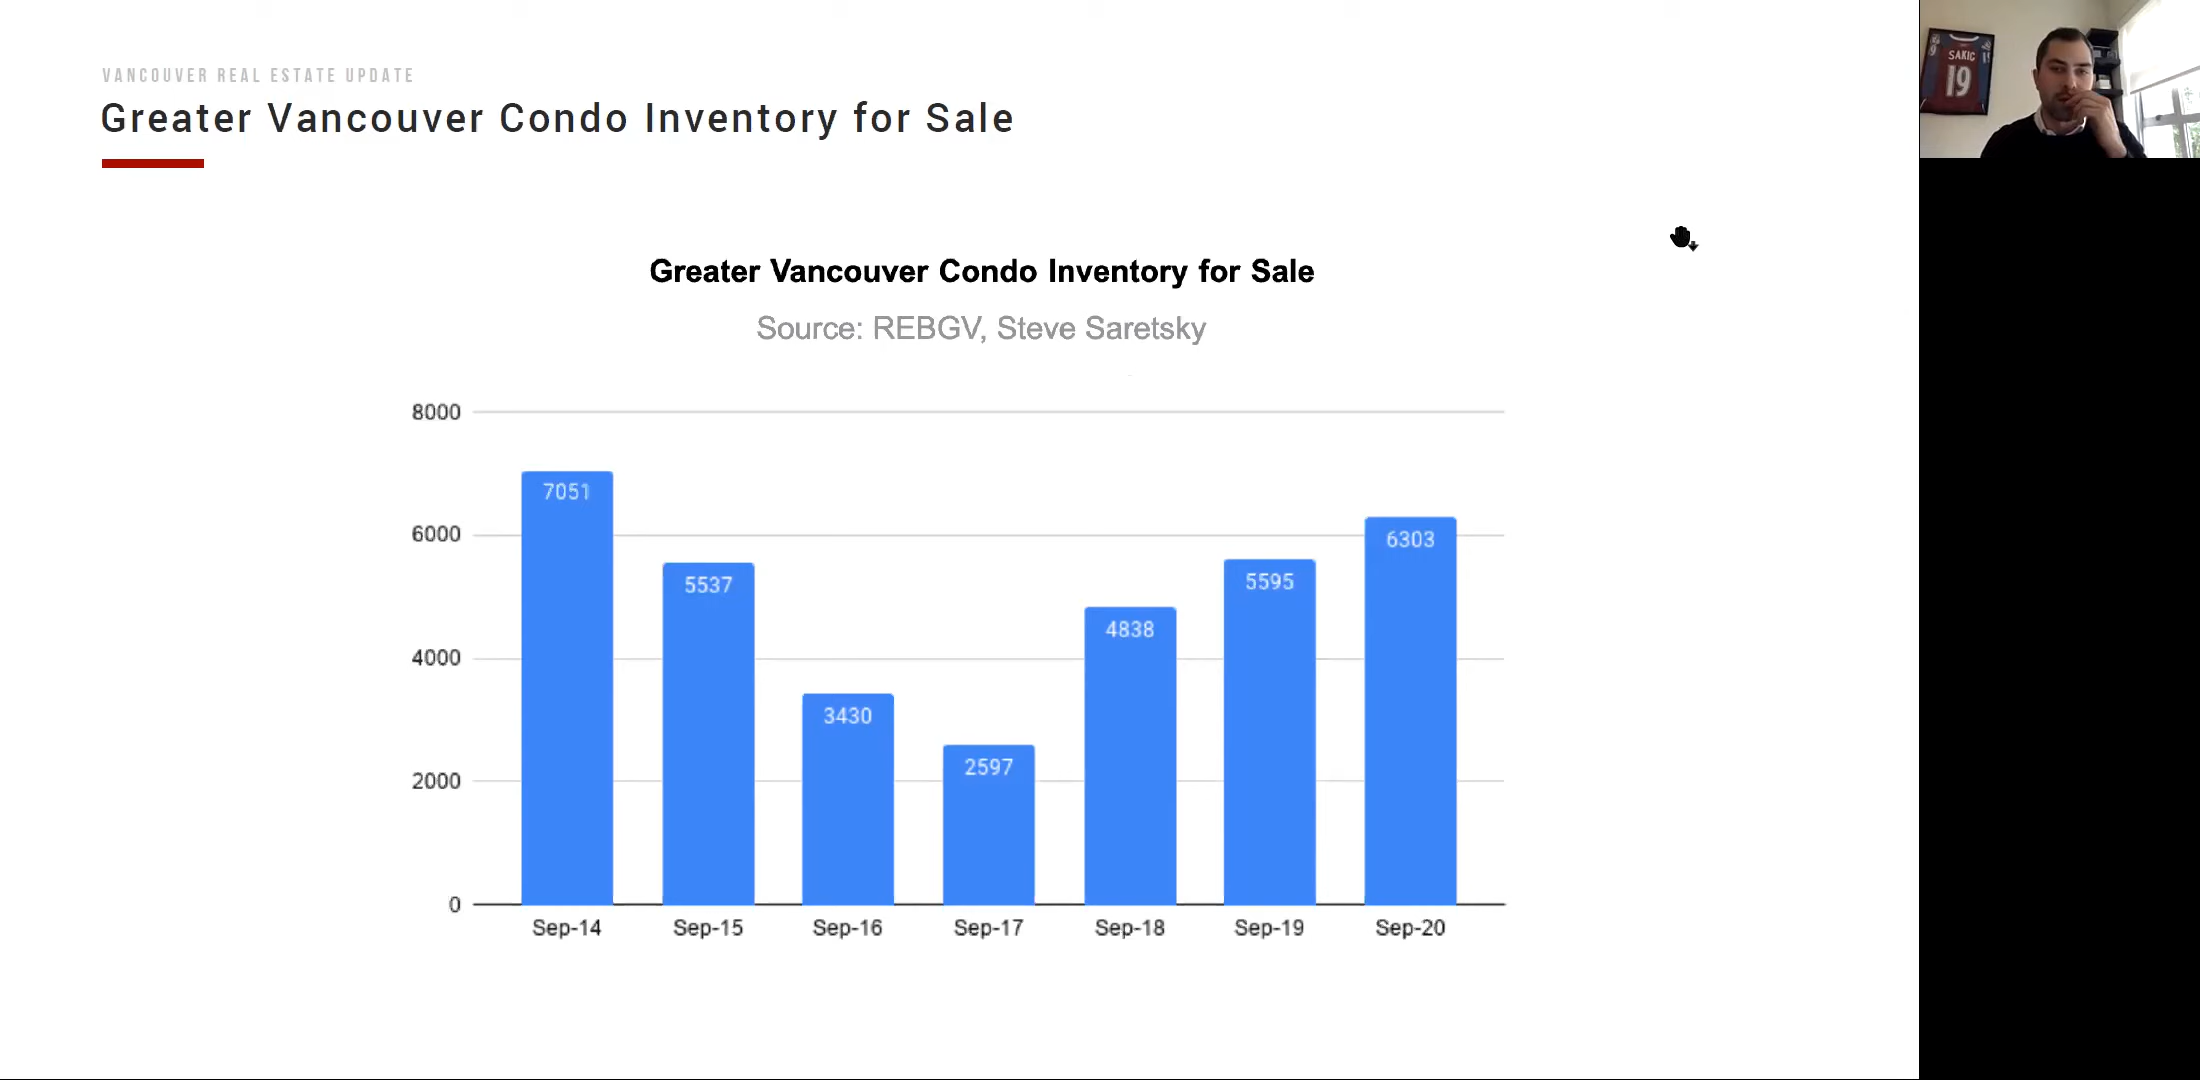 VANCOUVER REAL ESTATE UPDATE
Greater Vancouver Condo Inventory for Sale
Greater Vancouver Condo Inventory for Sale
Source: REBGV, Steve Saretsky
8000
6000
4000
2000
0
7051
5537
3430
2597
4838
5595
6303
Sep-14
Sep-15
Sep-16
Sep-17
Sep-18
Sep-19
Sep-20
SAKIC
19